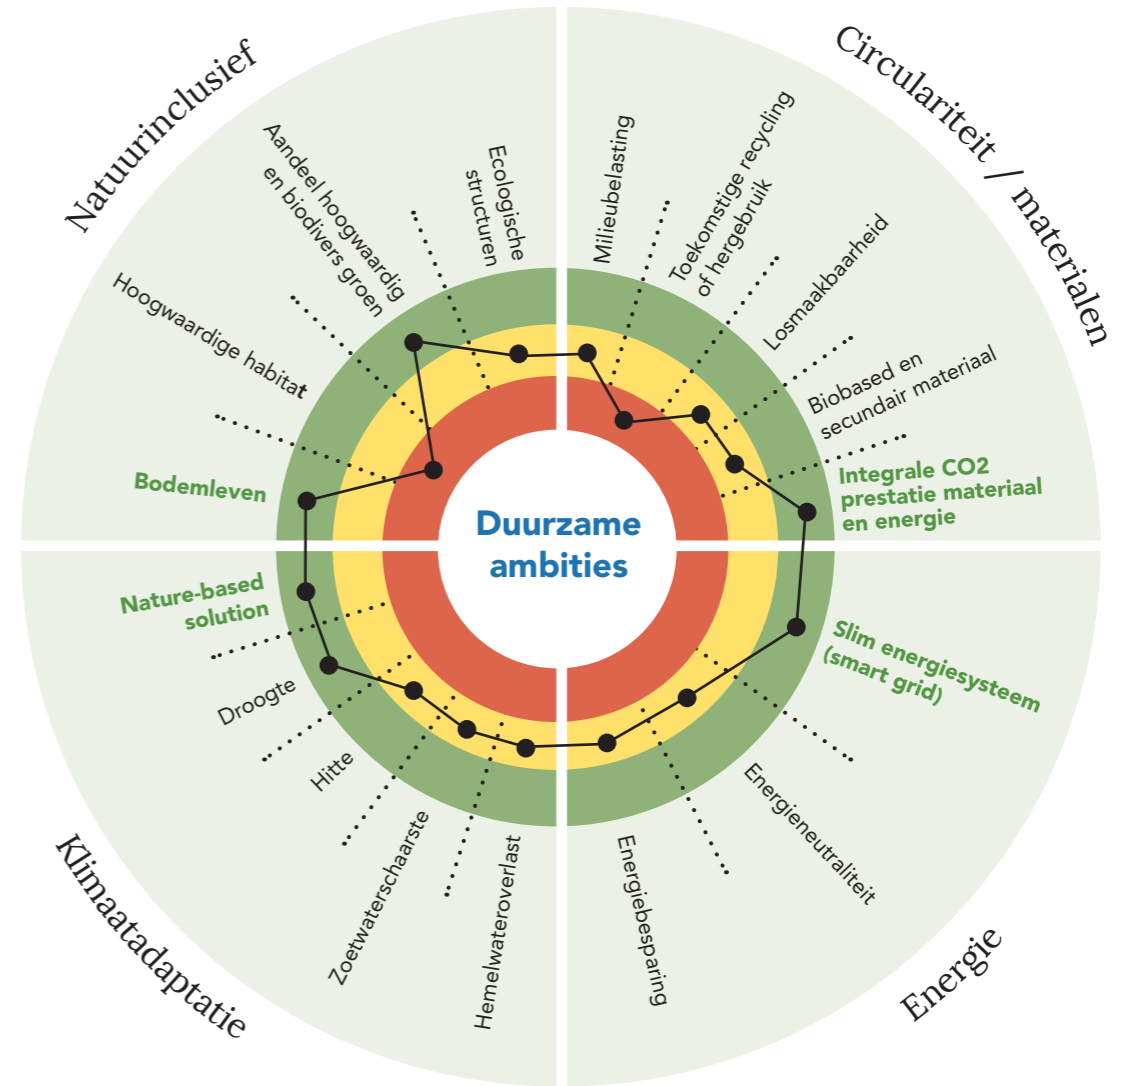 Natuurinclusief
Ecologische
structuren
Aandeel hoogwaardig
en biodivers groen
Hoogwaardige habitat
Bodemleven
Circulariteit / materialen
Milieubelasting
Toekomstige recycling
of hergebruik
Losmaakbaarheid
Biobased en
secundair materiaal
Integrale CO2
prestatie materiaal
en energie
Duurzame
ambities
Klimaatadaptatie
Nature-based
solution
Droogte
Hitte
Zoetwaterschaarste
Hemelwateroverlast
Energie
Slim energiesysteem
(smart grid)
Energieneutraliteit
Energiebesparing